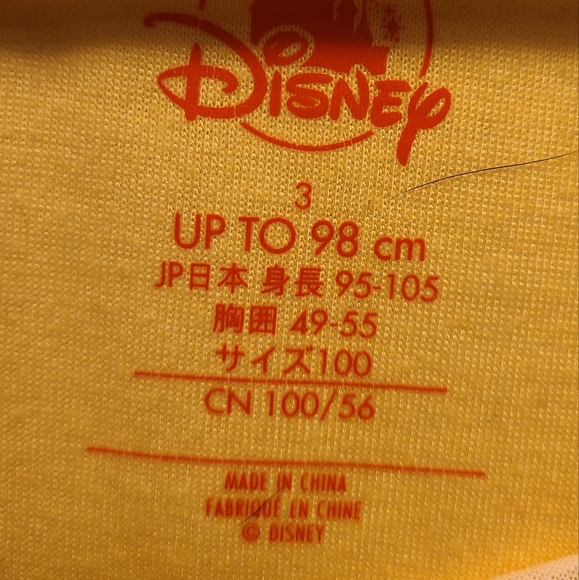 Disney
3
UP TO 98 cm
JP日本 身長 95-105
胸囲 49-55
サイズ100
CN 100/56
MADE IN CHINA
FABRIQUÉ EN CHINE
© DISNEY